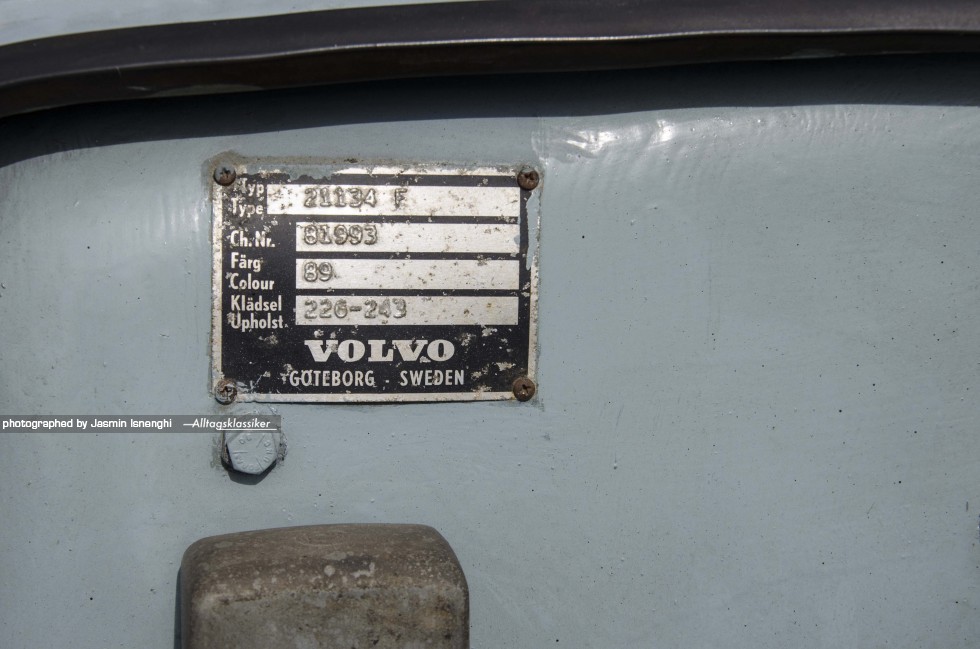 Typ
Type 21134 F
Ch. Nr. 81993
Färg
Colour 89
Klädsel
Upholst. 226-243
VOLVO
GÖTEBORG - SWEDEN
photographed by Jasmin Isnenghi —Alltagsklassiker